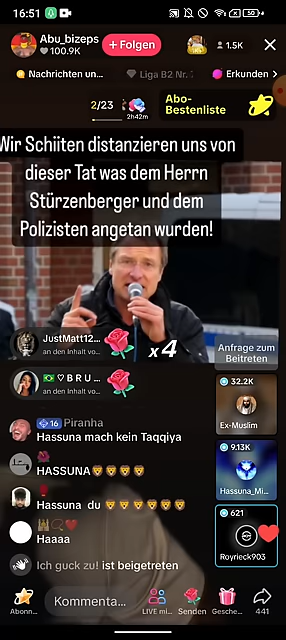 16:51
50
Abu_bizeps
100.9K
+ Folgen
1.5K
Nachrichten un...
Liga B2 Nr.
Erkunden
2/23
2h42m
Abo-
Bestenliste
Wir Schiiten distanzieren uns von
dieser Tat was dem Herrn
Stürzenberger und dem
Polizisten angetan wurden!
JustMatt12...
an den Inhalt vo...
x4
♡ B R U ...
an den Inhalt vo...
Anfrage zum
Beitreten
32.2K
Ex-Muslim
16 Piranha
Hassuna mach kein Taqqiya
9.13K
Hassuna_Mi...
HASSUNA🦁🦁🦁🦁
Hassuna du 🦁🦁🦁🦁🦁🦁
621
Royrieck903
Haaaa
Ich guck zu! ist beigetreten
Abonn...
Kommenta...
LIVE mi...
Senden
Gesche...
441